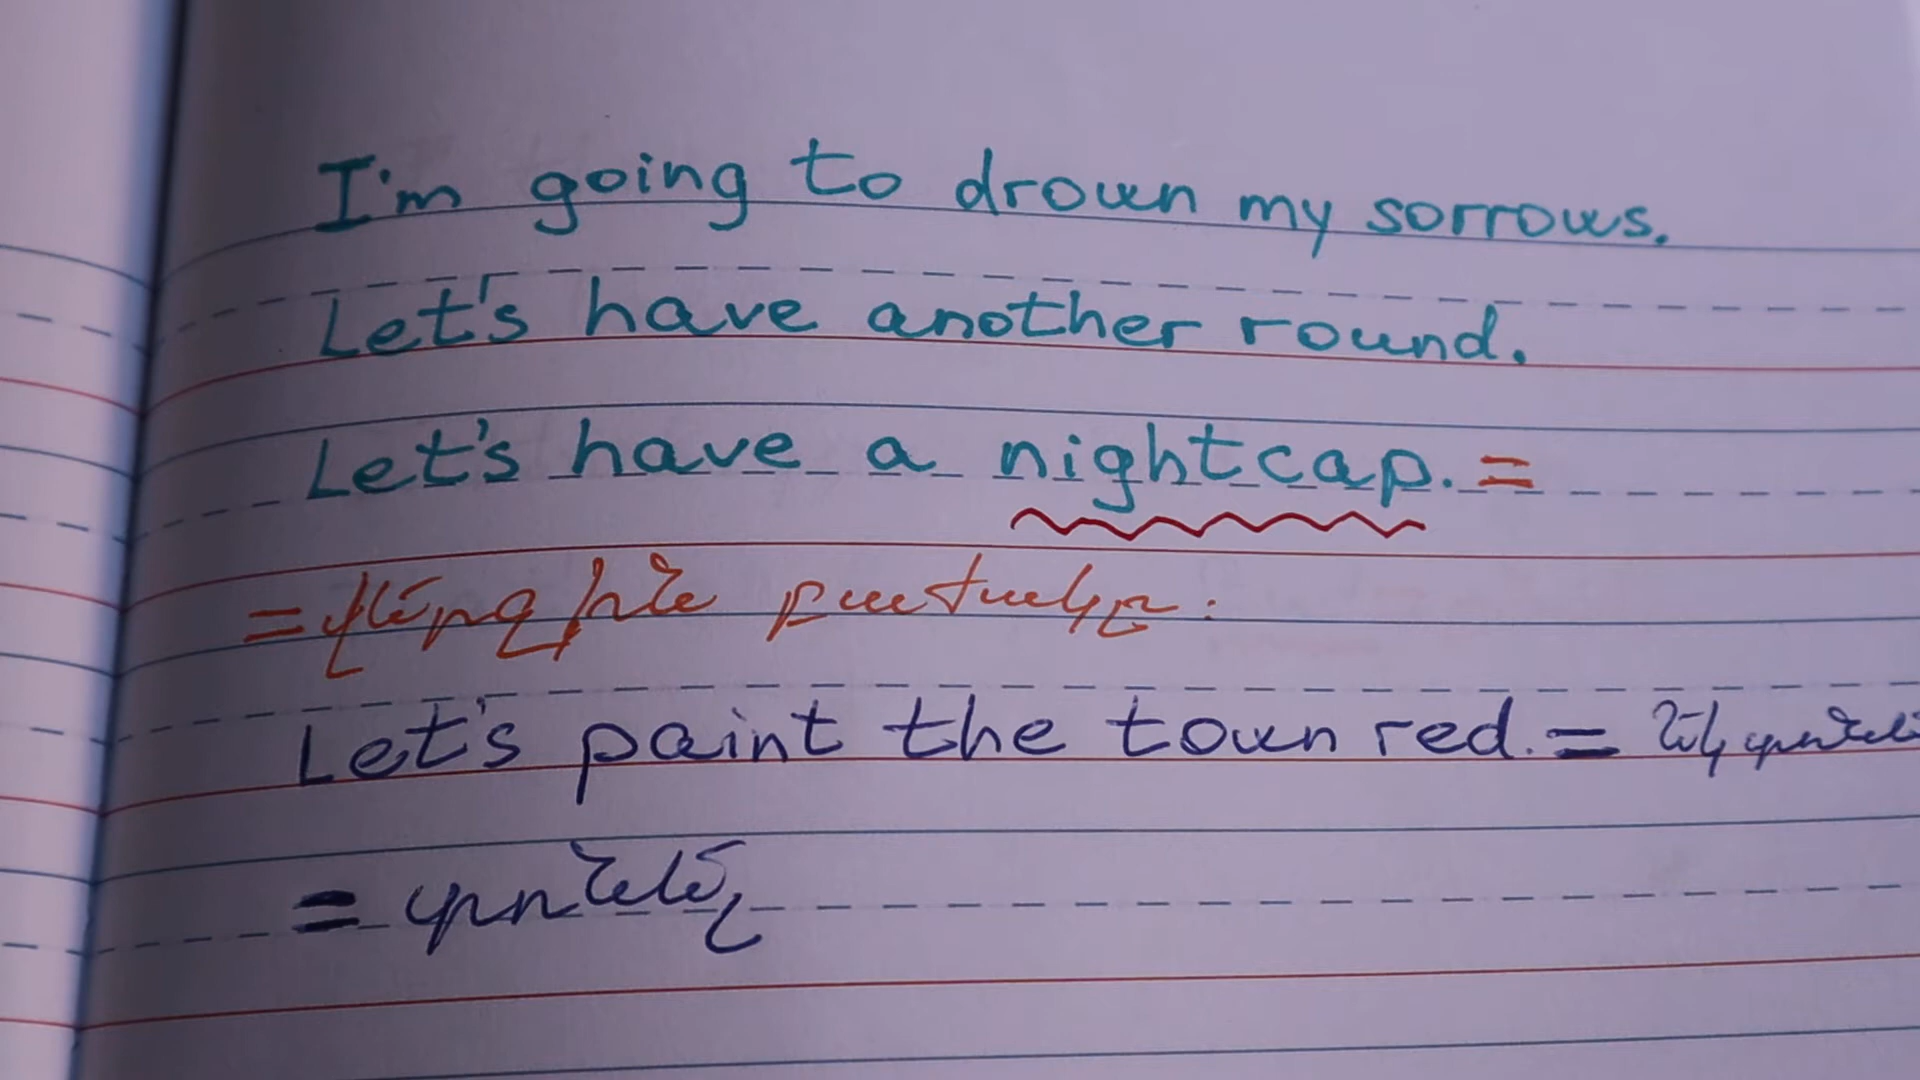 I'm going to drown my sorrows.
Let's have another round.
Let's have a nightcap. =
=
Let's paint the town red. =
=